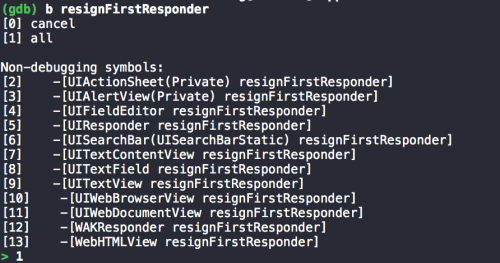 (gdb) b resignFirstResponder
[0] cancel
[1] all
Non-debugging symbols:
[2]    -[UIActionSheet(Private) resignFirstResponder]
[3]    -[UIAlertView(Private) resignFirstResponder]
[4]    -[UIFieldEditor resignFirstResponder]
[5]    -[UIResponder resignFirstResponder]
[6]    -[UISearchBar(UISearchBarStatic) resignFirstResponder]
[7]    -[UITextContentView resignFirstResponder]
[8]    -[UITextField resignFirstResponder]
[9]    -[UITextView resignFirstResponder]
[10]    -[UIWebBrowserView resignFirstResponder]
[11]    -[UIWebDocumentView resignFirstResponder]
[12]    -[WAKResponder resignFirstResponder]
[13]    -[WebHTMLView resignFirstResponder]
> 1